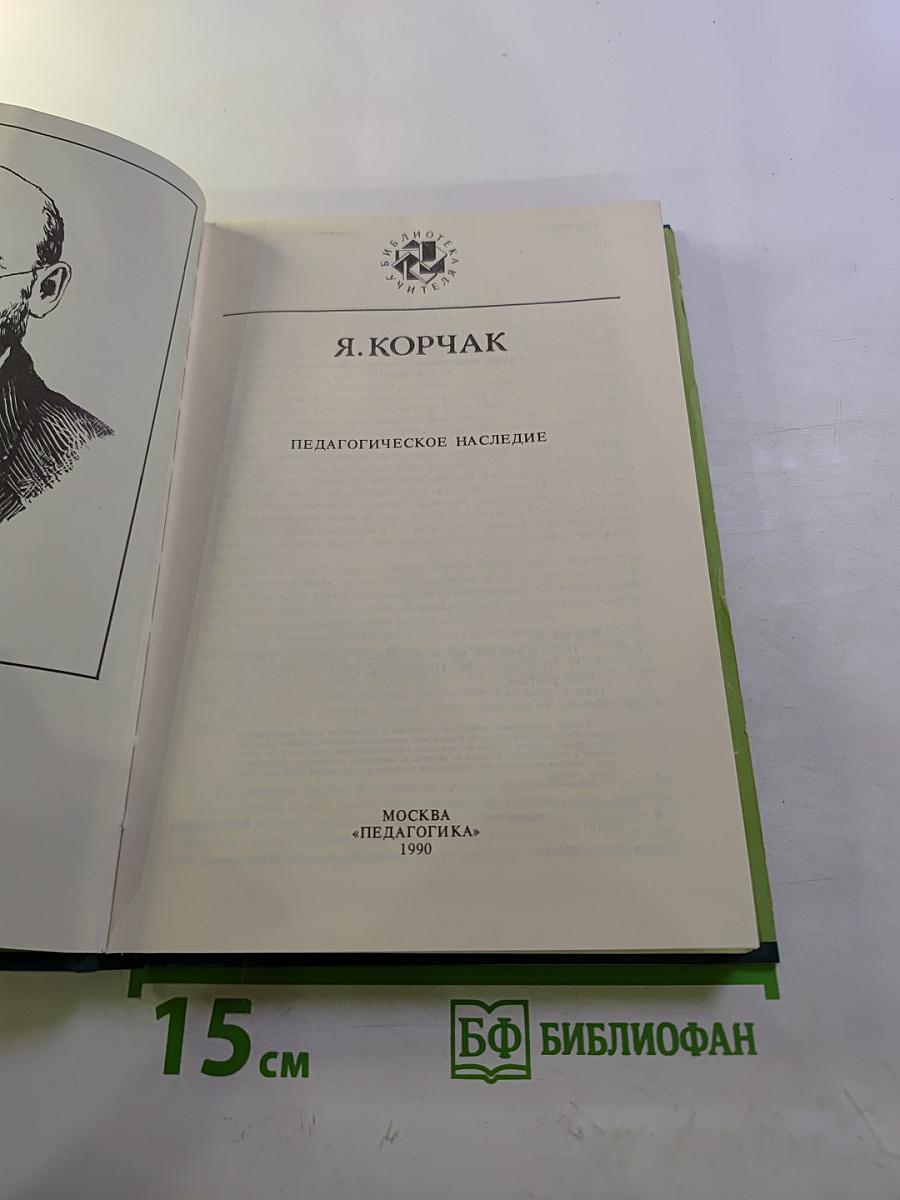 БИБЛИОТЕКА
УЧИТЕЛЯ
Я. КОРЧАК
ПЕДАГОГИЧЕСКОЕ НАСЛЕДИЕ
МОСКВА
«ПЕДАГОГИКА»
1990
15 см
БФ БИБЛИОФАН